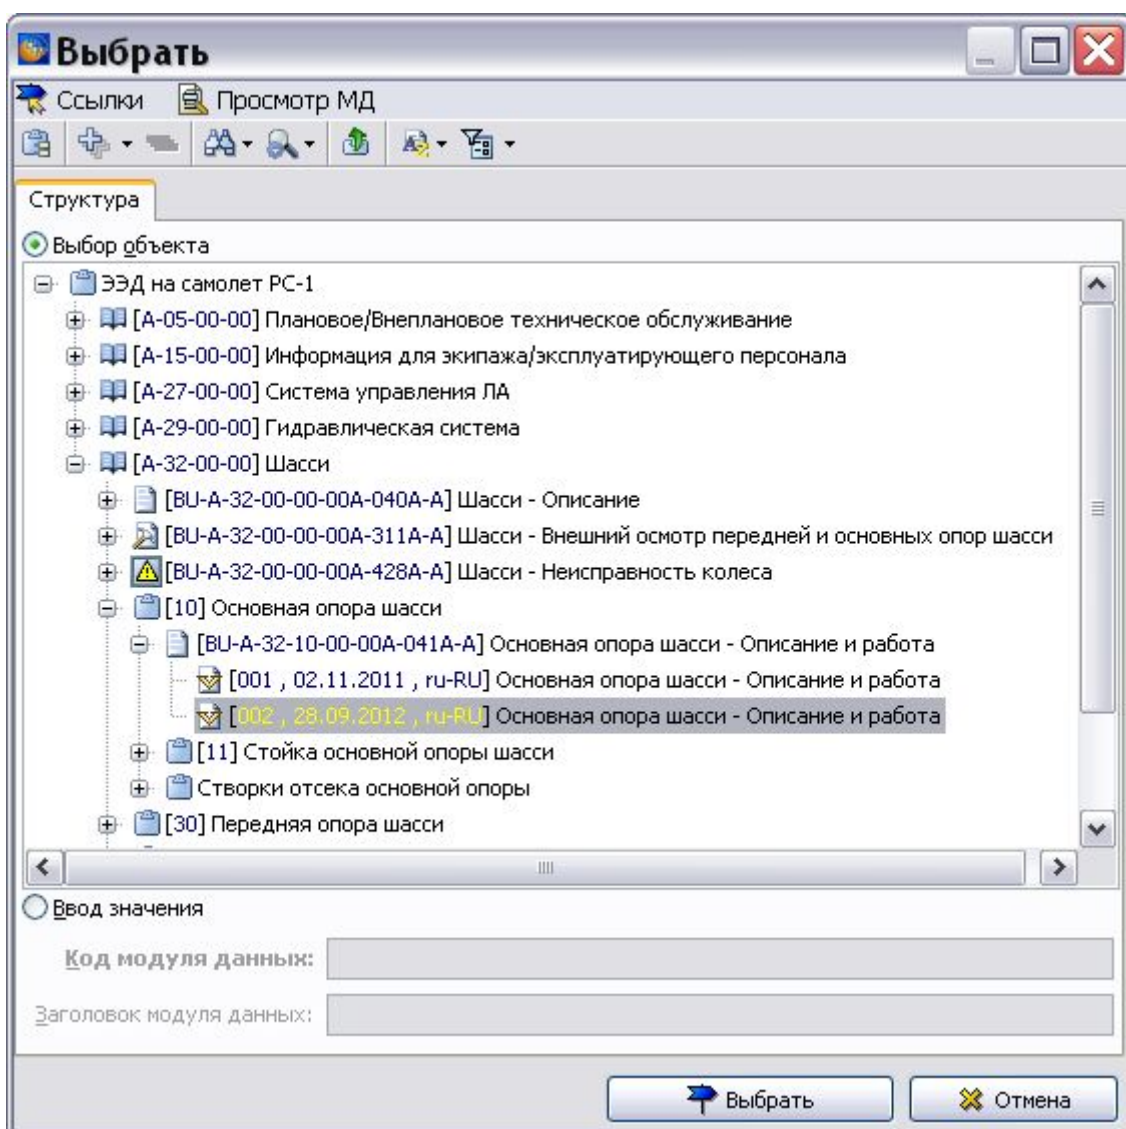 Выбрать
Ссылки Просмотр МД
Структура
Выбор объекта
ЭЭД на самолет РС-1
[A-05-00-00] Плановое/Внеплановое техническое обслуживание
[A-15-00-00] Информация для экипажа/эксплуатирующего персонала
[A-27-00-00] Система управления ЛА
[A-29-00-00] Гидравлическая система
[A-32-00-00] Шасси
[BU-A-32-00-00-00A-040A-A] Шасси - Описание
[BU-A-32-00-00-00A-311A-A] Шасси - Внешний осмотр передней и основных опор шасси
[BU-A-32-00-00-00A-428A-A] Шасси - Неисправность колеса
[10] Основная опора шасси
[BU-A-32-10-00-00A-041A-A] Основная опора шасси - Описание и работа
[001 , 02.11.2011 , ru-RU] Основная опора шасси - Описание и работа
[002 , 28.09.2012 , ru-RU] Основная опора шасси - Описание и работа
[11] Стойка основной опоры шасси
Створки отсека основной опоры
[30] Передняя опора шасси
Ввод значения
Код модуля данных:
Заголовок модуля данных:
Выбрать Отмена